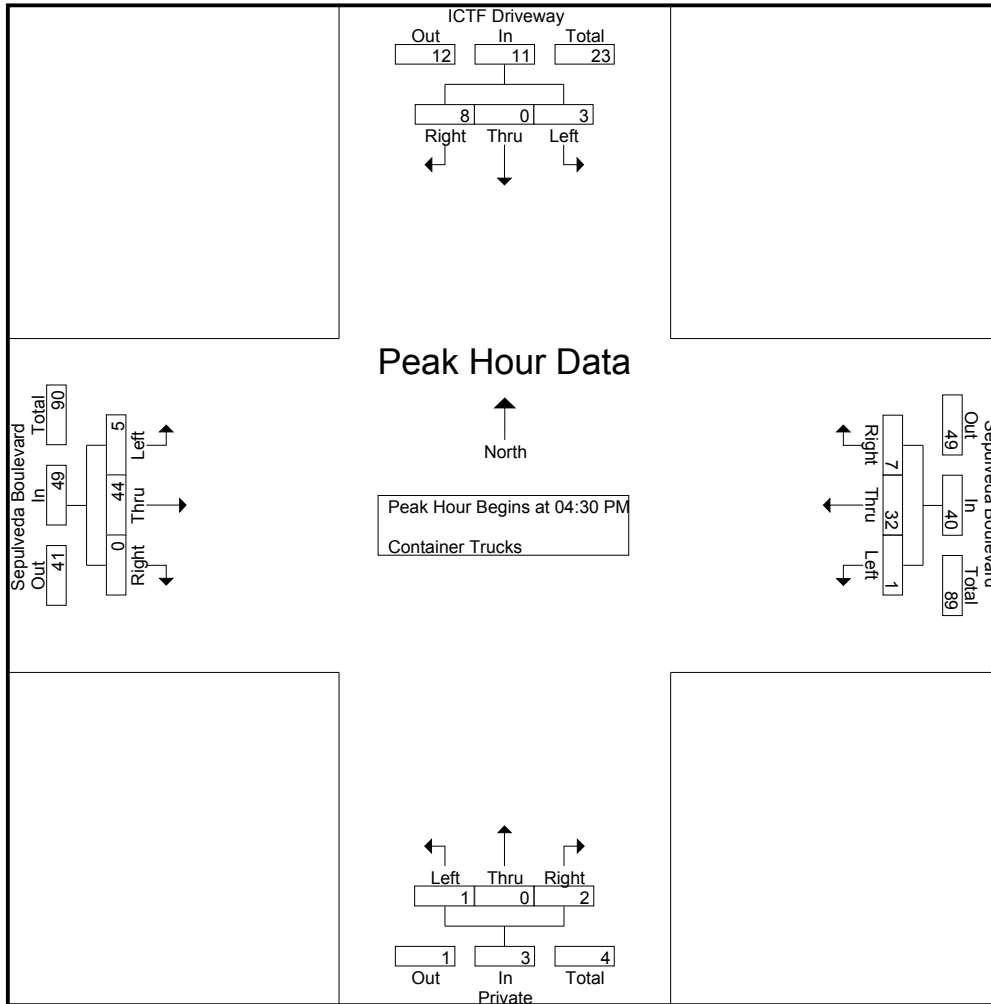 ICTF Driveway
Out In Total
12 11 23
8 0 3
Right Thru Left
Peak Hour Data
North
Peak Hour Begins at 04:30 PM
Container Trucks
Sepulveda Boulevard
Total In Out
90 49 41
5 44 0
Left Thru Right
Sepulveda Boulevard
Out In Total
49 40 89
7 32 1
Right Thru Left
Left Thru Right
1 0 2
1 3 4
Out In Total
Private